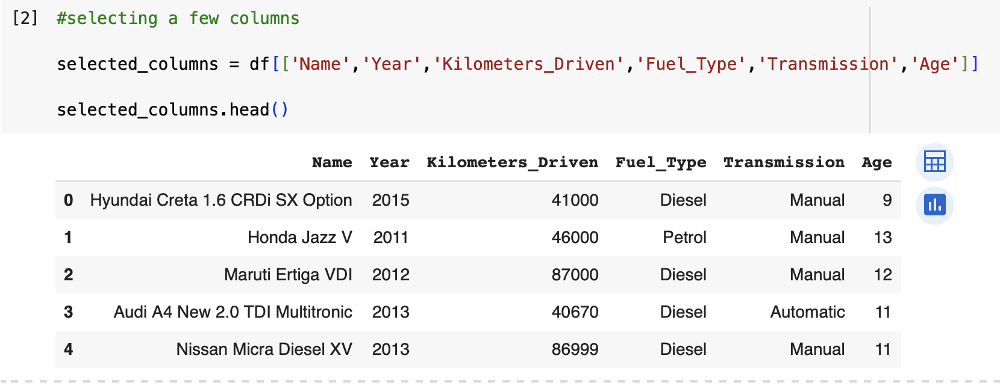 [2] #selecting a few columns
selected_columns = df[['Name','Year','Kilometers_Driven','Fuel_Type','Transmission','Age']]
selected_columns.head()
Name Year Kilometers_Driven Fuel_Type Transmission Age
0 Hyundai Creta 1.6 CRDi SX Option 2015 41000 Diesel Manual 9
1 Honda Jazz V 2011 46000 Petrol Manual 13
2 Maruti Ertiga VDI 2012 87000 Diesel Manual 12
3 Audi A4 New 2.0 TDI Multitronic 2013 40670 Diesel Automatic 11
4 Nissan Micra Diesel XV 2013 86999 Diesel Manual 11